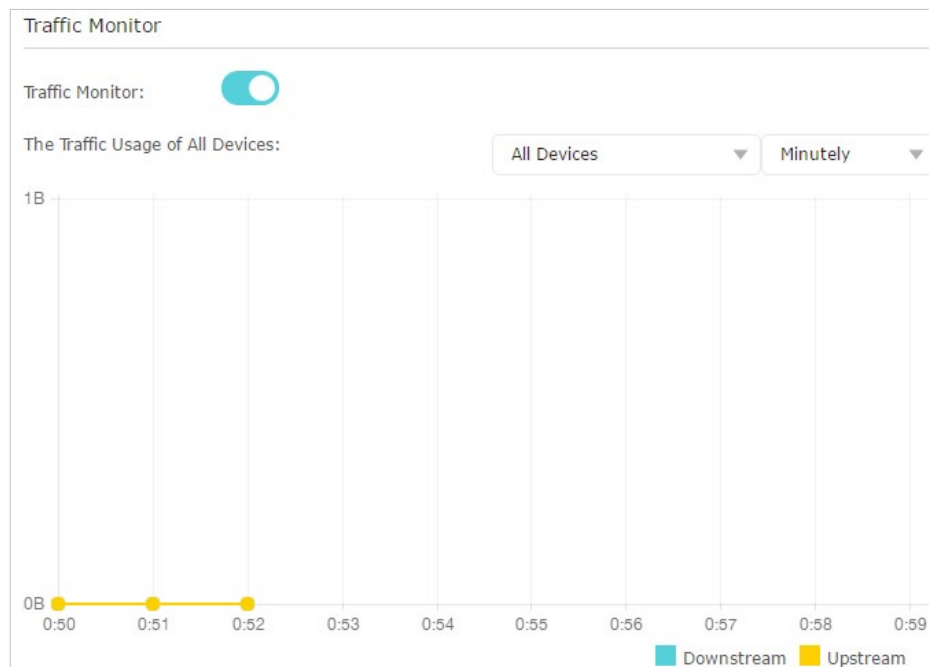 Traffic Monitor
Traffic Monitor:
The Traffic Usage of All Devices: All Devices Minutely
1B
0B
0:50 0:51 0:52 0:53 0:54 0:55 0:56 0:57 0:58 0:59
Downstream Upstream